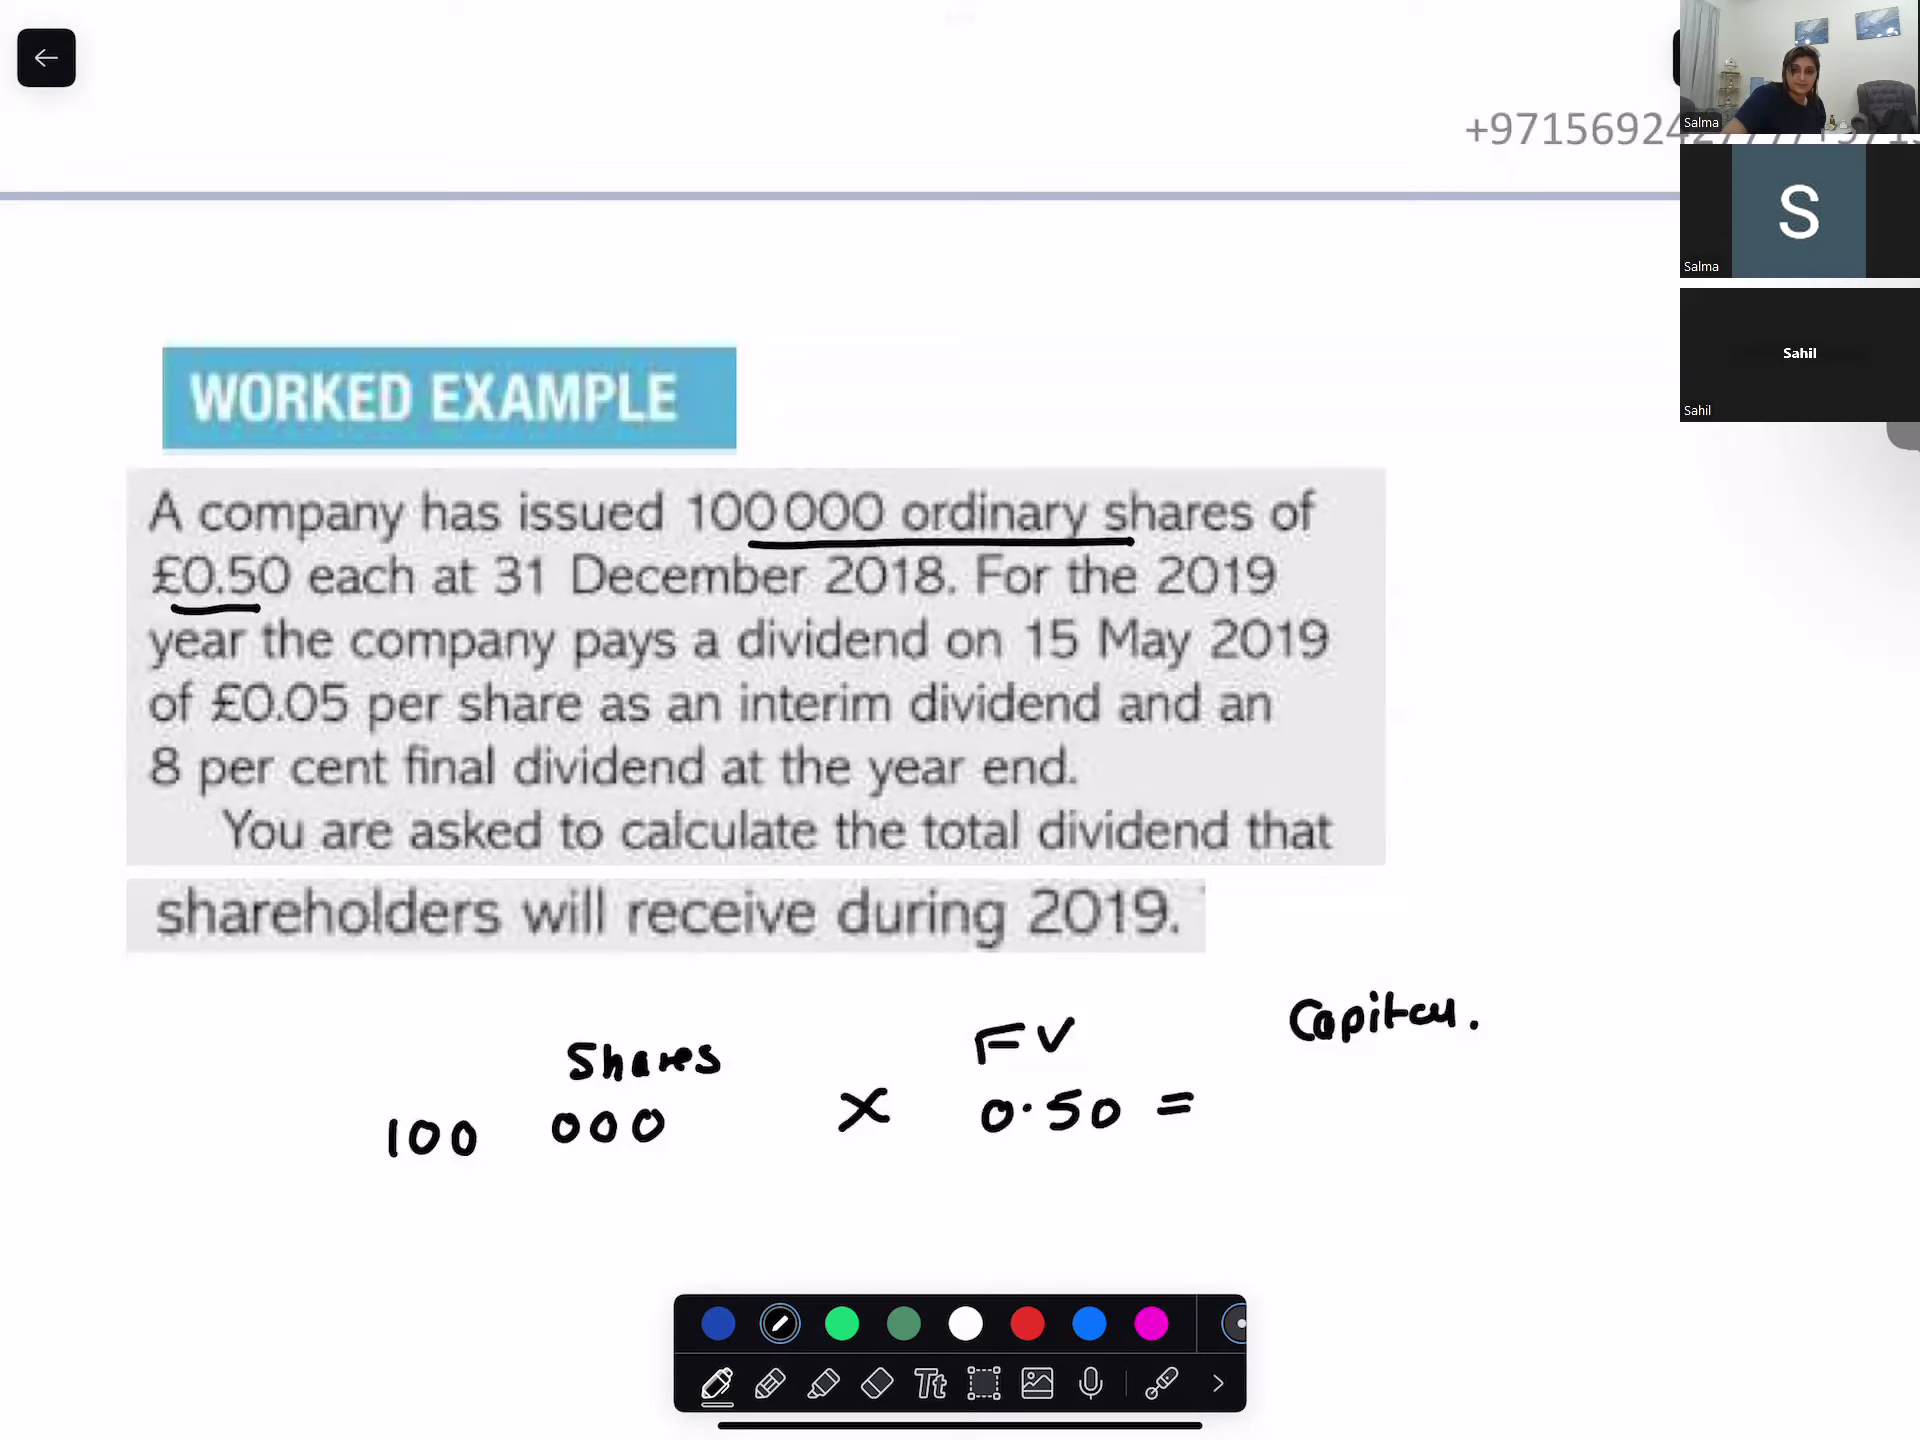 +97156924
Salma
S
Salma
Sahil
Sahil
WORKED EXAMPLE
A company has issued 100 000 ordinary shares of
£0.50 each at 31 December 2018. For the 2019
year the company pays a dividend on 15 May 2019
of £0.05 per share as an interim dividend and an
8 per cent final dividend at the year end.
You are asked to calculate the total dividend that
shareholders will receive during 2019.
Shares FV Capital.
100 000 X 0.50 =
Tt